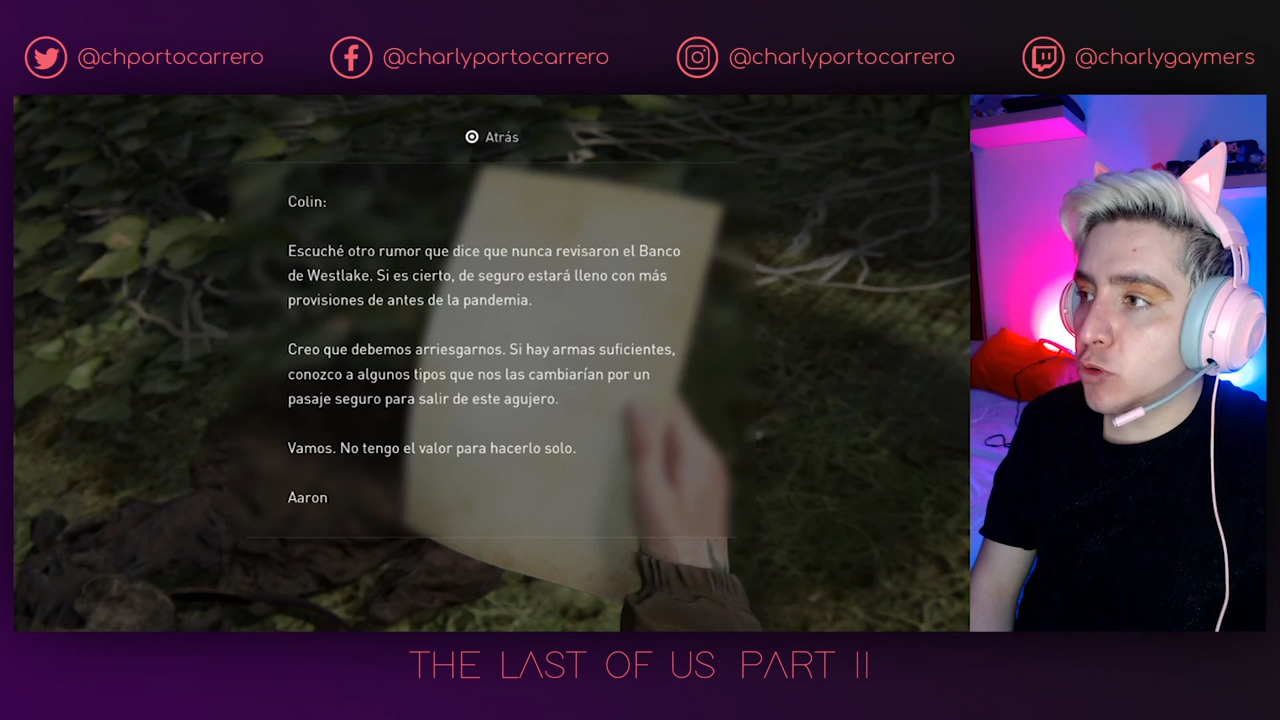 @chportocarrero
@charlyportocarrero
@charlyportocarrero
@charlygaymers
Atrás
Colin:
Escuché otro rumor que dice que nunca revisaron el Banco
de Westlake. Si es cierto, de seguro estará lleno con más
provisiones de antes de la pandemia.
Creo que debemos arriesgarnos. Si hay armas suficientes,
conozco a algunos tipos que nos las cambiarían por un
pasaje seguro para salir de este agujero.
Vamos. No tengo el valor para hacerlo solo.
Aaron
THE LAST OF US PART II